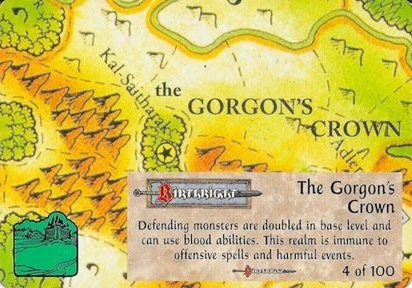 Kal-Saitharak
the GORGON'S
CROWN
BIRTHRIGHT
The Gorgon's
Crown
Defending monsters are doubled in base level and
can use blood abilities. This realm is immune to
offensive spells and harmful events.
BIRTHRIGHT
4 of 100